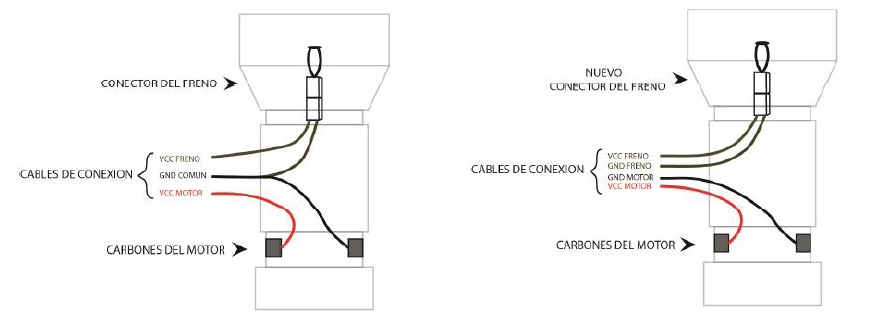 CONECTOR DEL FRENO
VCC FRENO
CABLES DE CONEXION
GND COMUN
VCC MOTOR
CARBONES DEL MOTOR
NUEVO
CONECTOR DEL FRENO
VCC FRENO
GND FRENO
CABLES DE CONEXION
GND MOTOR
VCC MOTOR
CARBONES DEL MOTOR